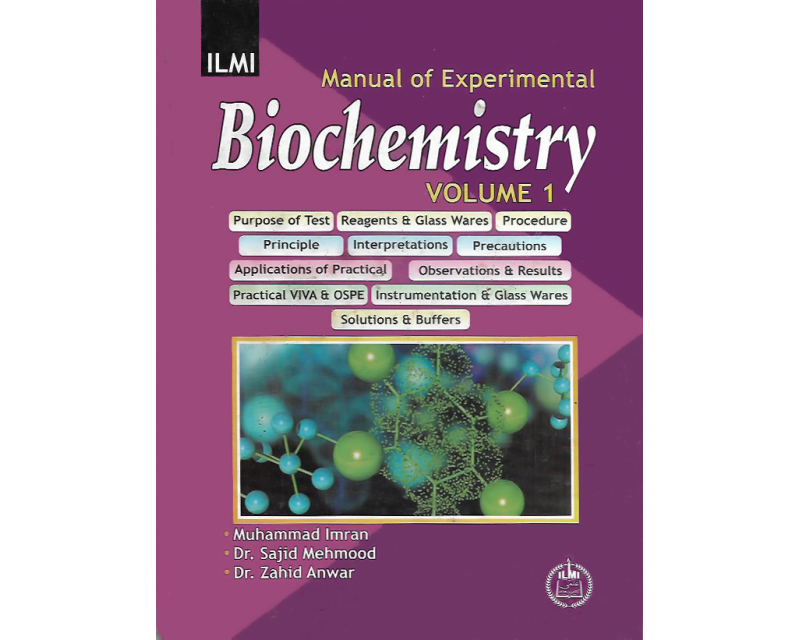 ILMI
Manual of Experimental
Biochemistry
VOLUME 1
Purpose of Test Reagents & Glass Wares Procedure
Principle Interpretations Precautions
Applications of Practical Observations & Results
Practical VIVA & OSPE Instrumentation & Glass Wares
Solutions & Buffers
• Muhammad Imran
• Dr. Sajid Mehmood
• Dr. Zahid Anwar
ILMI